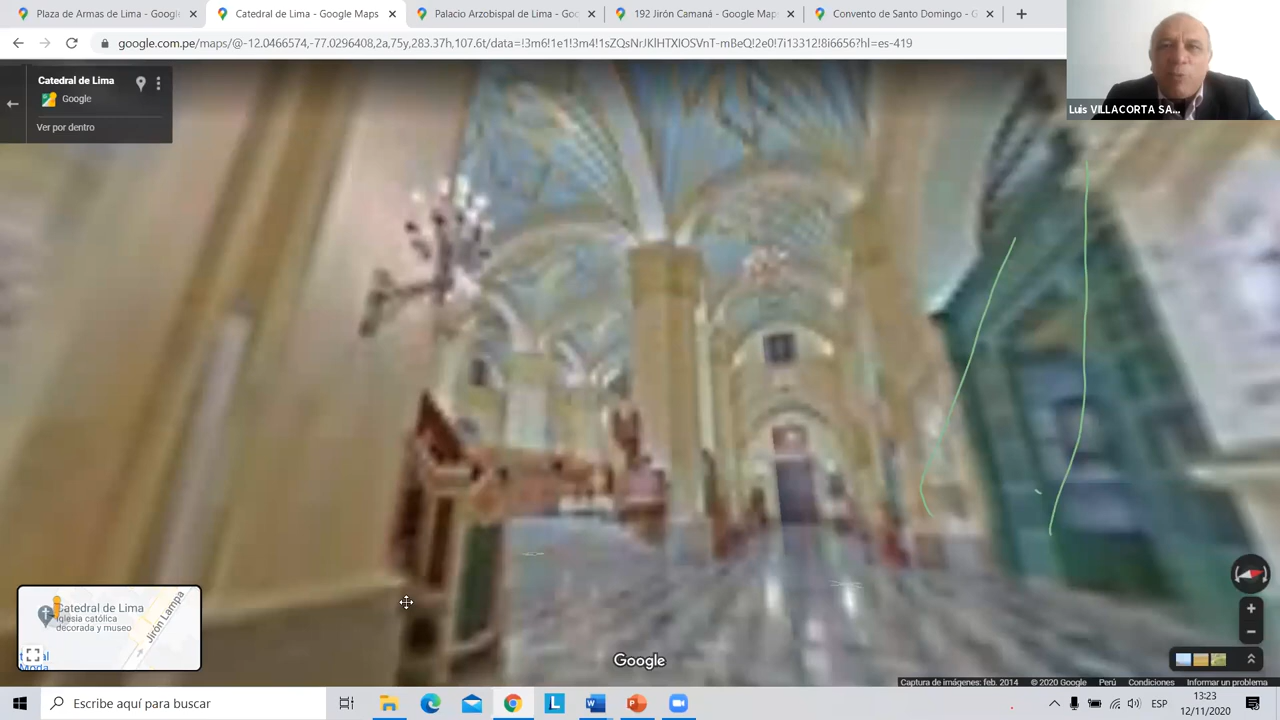 Plaza de Armas de Lima - Googl
Catedral de Lima - Google Maps
Palacio Arzobispal de Lima - Goo
192 Jirón Camaná - Google Map
Convento de Santo Domingo - G
google.com.pe/maps/@-12.0466574,-77.0296408,2a,75y,283.37h,107.6t/data=!3m6!1e1!3m4!1sZQsNrJKlHTXIOSVnT-mBeQ!2e0!7i13312!8i6656?hl=es-419
Luis VILLACORTA SA...
Catedral de Lima
Google
Ver por dentro
Catedral de Lima
Iglesia católica
decorada y museo
Jirón Lampa
Google
Captura de imágenes: feb. 2014
© 2020 Google
Perú
Condiciones
Informar un problema
Escribe aquí para buscar
ESP
13:23
12/11/2020